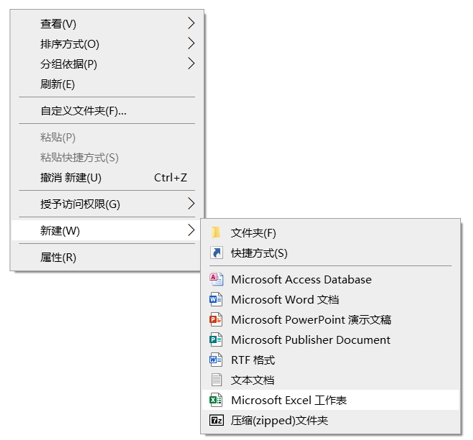 查看(V)
排序方式(O)
分组依据(P)
刷新(E)
自定义文件夹(F)...
粘贴(P)
粘贴快捷方式(S)
撤消 新建(U) Ctrl+Z
授予访问权限(G)
新建(W)
属性(R)
文件夹(F)
快捷方式(S)
Microsoft Access Database
Microsoft Word 文档
Microsoft PowerPoint 演示文稿
Microsoft Publisher Document
RTF 格式
文本文档
Microsoft Excel 工作表
压缩(zipped)文件夹